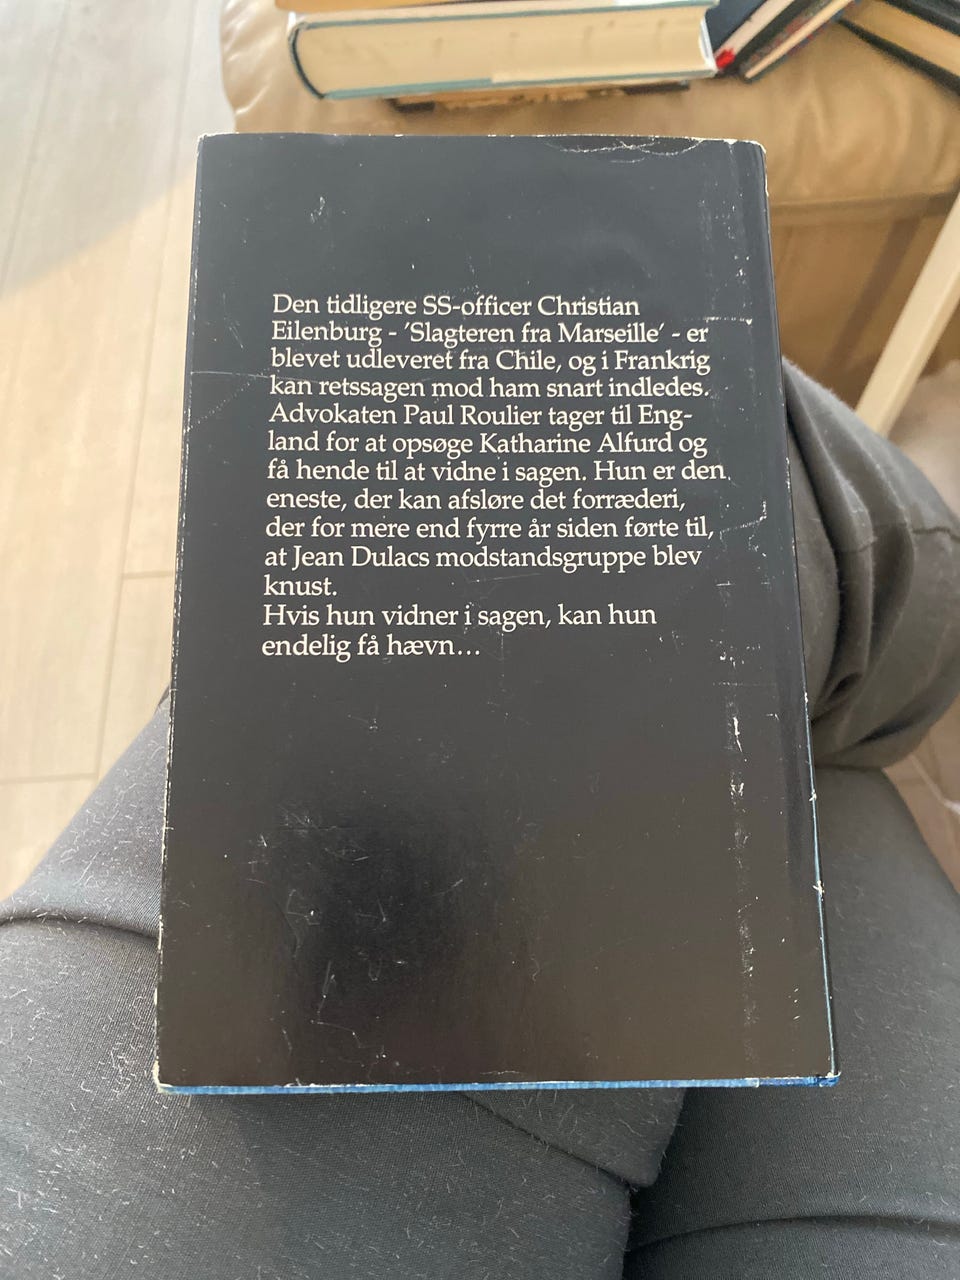 Den tidligere SS-officer Christian
Eilenburg - 'Slagteren fra Marseille' - er
blevet udleveret fra Chile, og i Frankrig
kan retssagen mod ham snart indledes.
Advokaten Paul Roulier tager til Eng-
land for at opsøge Katharine Alfurd og
få hende til at vidne i sagen. Hun er den
eneste, der kan afsløre det forræderi,
der for mere end fyrre år siden førte til,
at Jean Dulacs modstandsgruppe blev
knust.
Hvis hun vidner i sagen, kan hun
endelig få hævn...